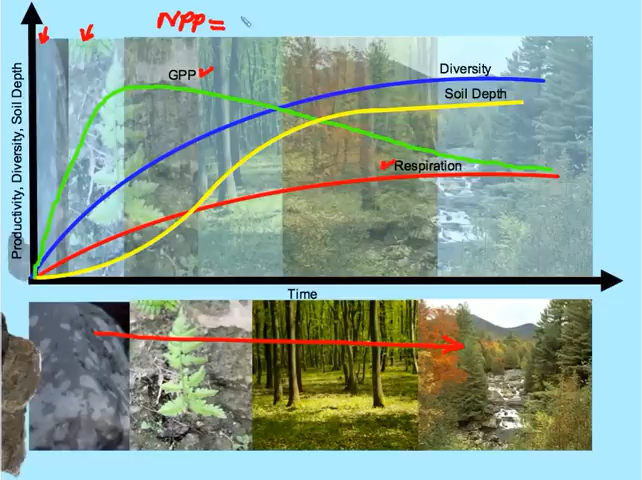 NPP =
Diversity
GPP
Soil Depth
Respiration
Productivity, Diversity, Soil Depth
Time